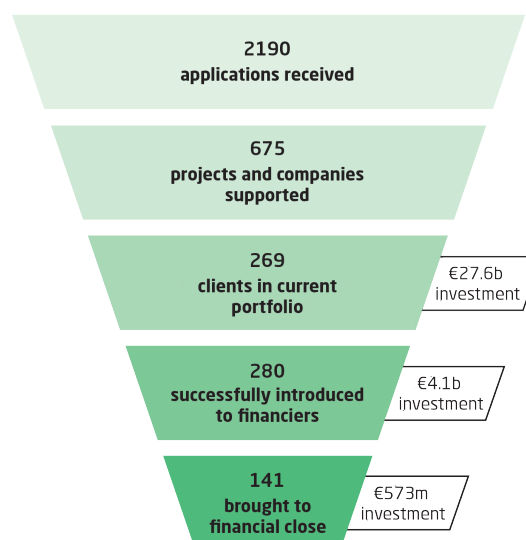 2190
applications received
675
projects and companies
supported
269
clients in current
portfolio
€27.6b
investment
280
successfully introduced
to financiers
€4.1b
investment
141
brought to
financial close
€573m
investment